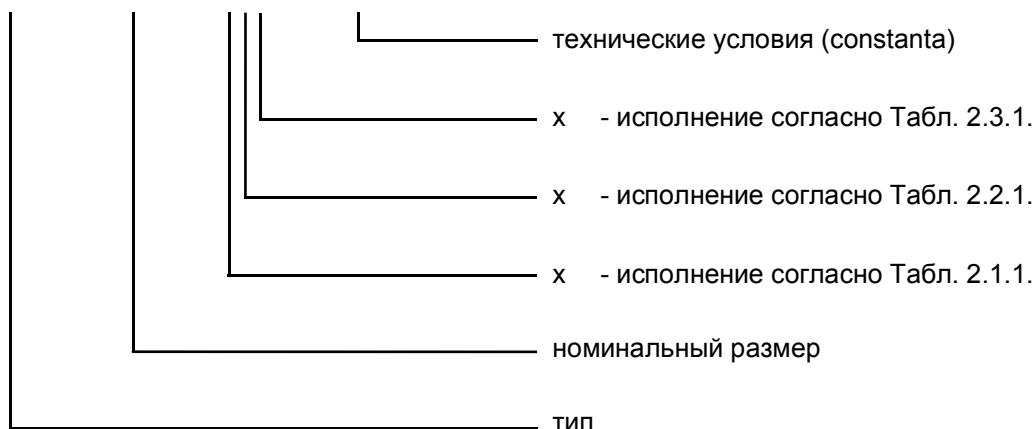 технические условия (constanta)
х - исполнение согласно Табл. 2.3.1.
х - исполнение согласно Табл. 2.2.1.
х - исполнение согласно Табл. 2.1.1.
номинальный размер
тип